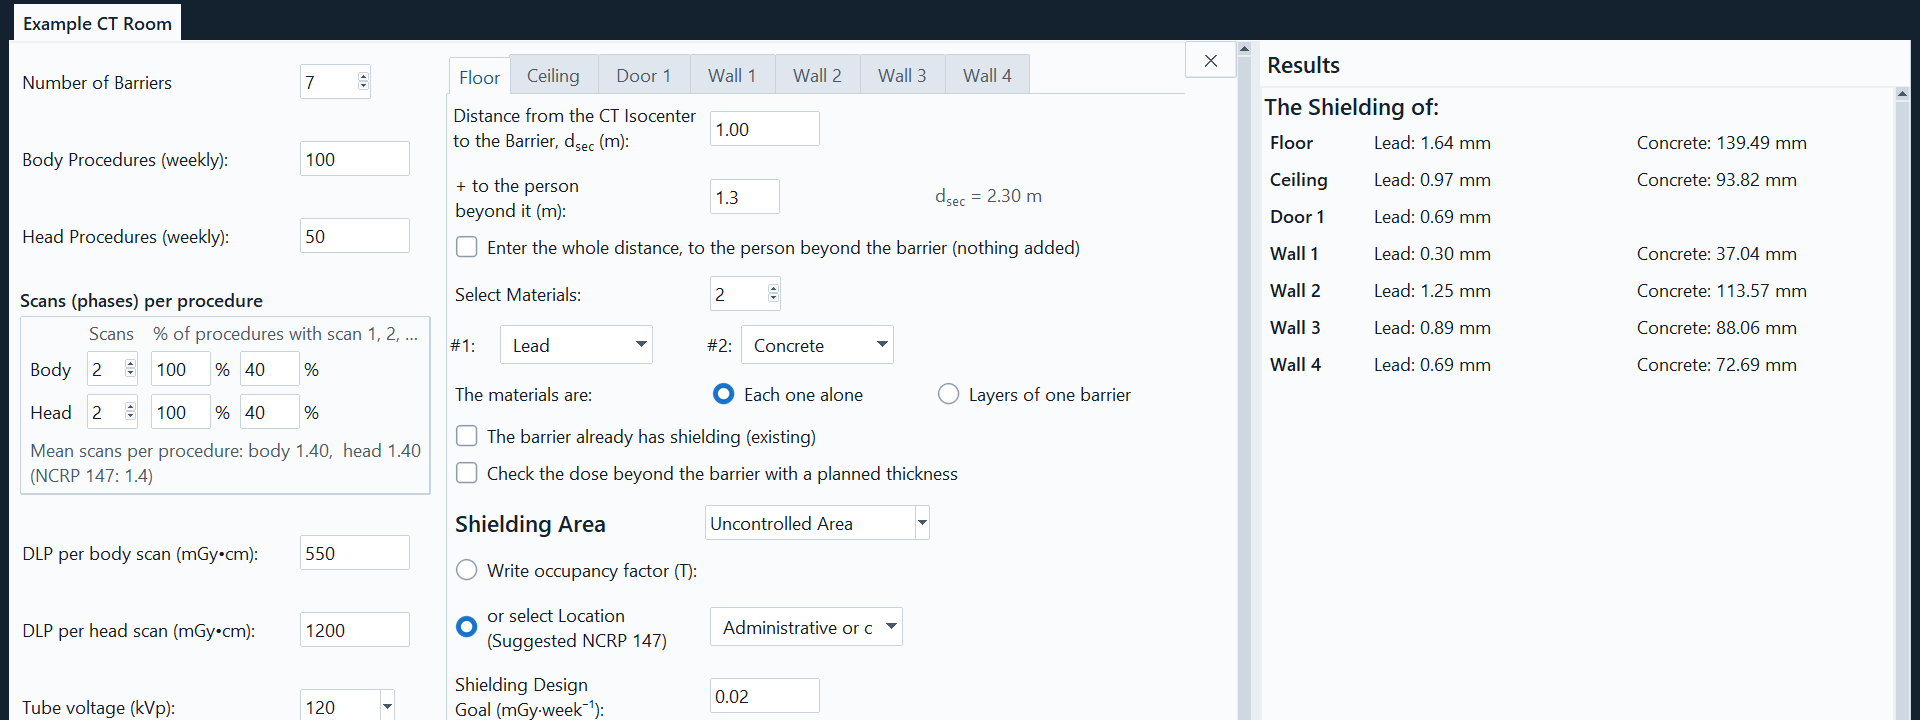 Example CT Room
Number of Barriers
7
Body Procedures (weekly):
100
Head Procedures (weekly):
50
Scans (phases) per procedure
Scans % of procedures with scan 1, 2, ...
Body 2 100 % 40 %
Head 2 100 % 40 %
Mean scans per procedure: body 1.40, head 1.40
(NCRP 147: 1.4)
DLP per body scan (mGy•cm):
550
DLP per head scan (mGy•cm):
1200
Tube voltage (kVp):
120
Floor Ceiling Door 1 Wall 1 Wall 2 Wall 3 Wall 4
Distance from the CT Isocenter
to the Barrier, dsec (m):
1.00
+ to the person
beyond it (m):
1.3
dsec = 2.30 m
Enter the whole distance, to the person beyond the barrier (nothing added)
Select Materials:
2
#1: Lead #2: Concrete
The materials are: Each one alone Layers of one barrier
The barrier already has shielding (existing)
Check the dose beyond the barrier with a planned thickness
Shielding Area
Uncontrolled Area
Write occupancy factor (T):
or select Location
(Suggested NCRP 147)
Administrative or c
Shielding Design
Goal (mGy·week⁻¹):
0.02
Results
The Shielding of:
Floor Lead: 1.64 mm Concrete: 139.49 mm
Ceiling Lead: 0.97 mm Concrete: 93.82 mm
Door 1 Lead: 0.69 mm
Wall 1 Lead: 0.30 mm Concrete: 37.04 mm
Wall 2 Lead: 1.25 mm Concrete: 113.57 mm
Wall 3 Lead: 0.89 mm Concrete: 88.06 mm
Wall 4 Lead: 0.69 mm Concrete: 72.69 mm